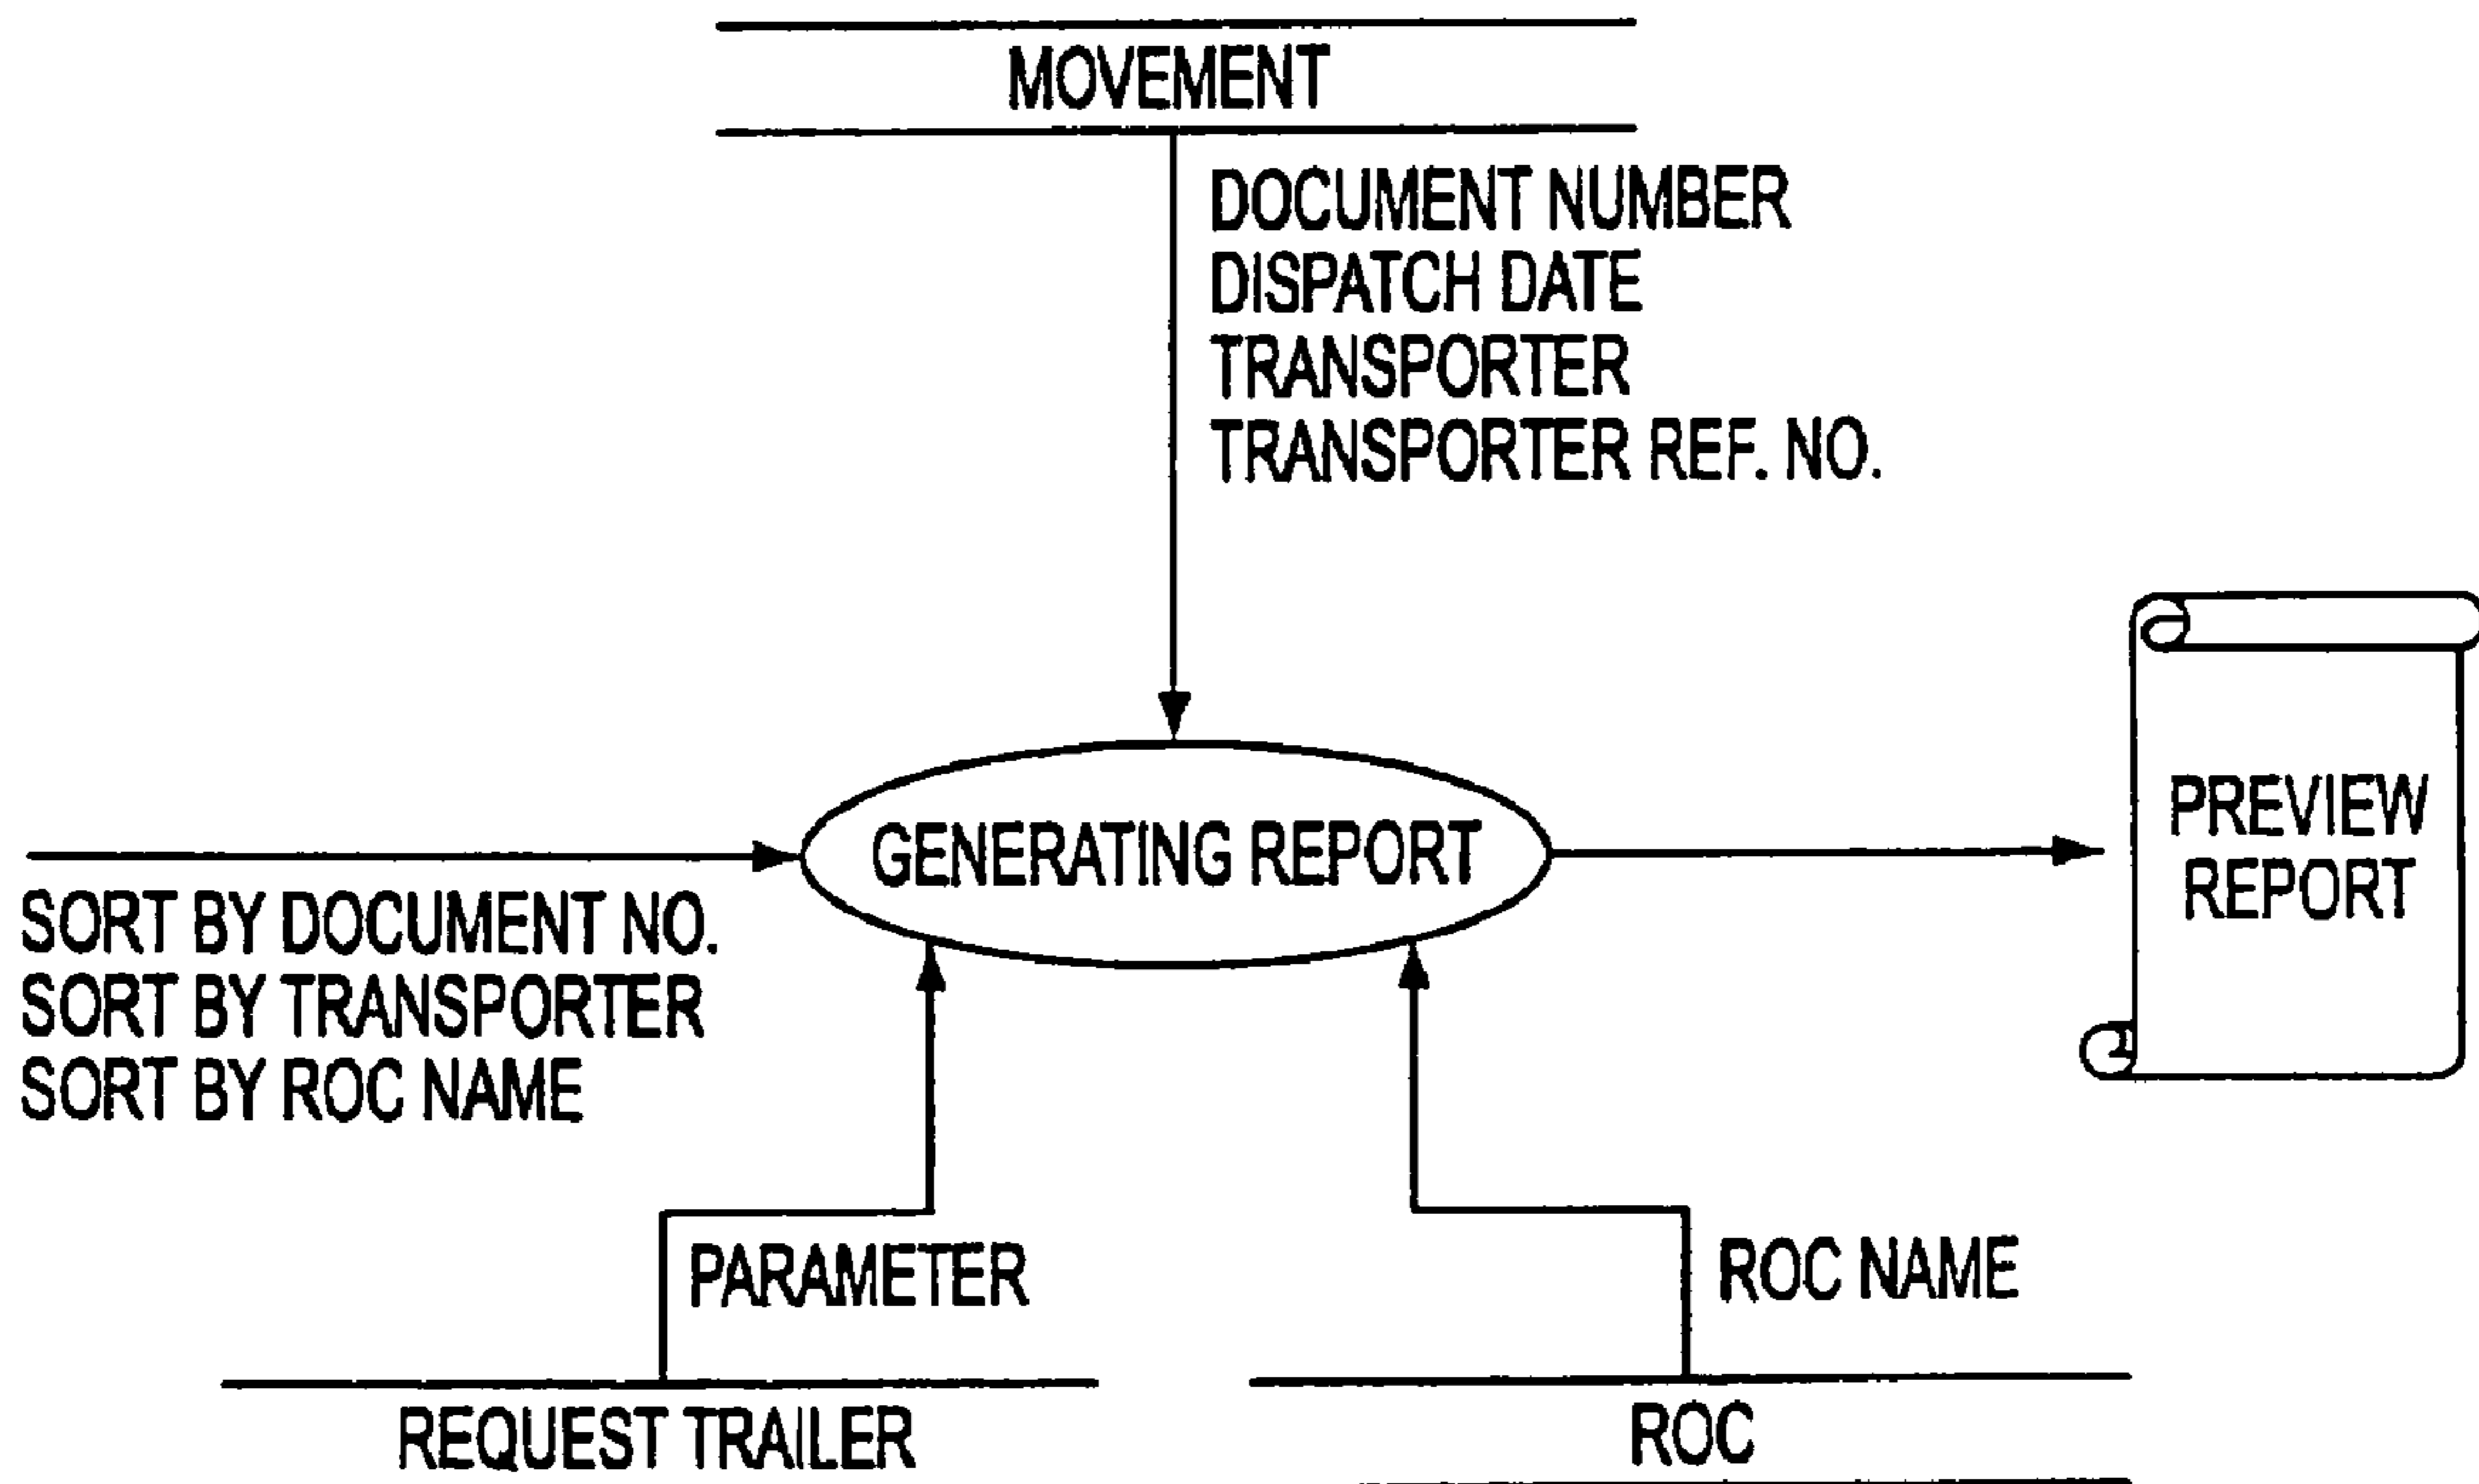 MOVEMENT
DOCUMENT NUMBER
DISPATCH DATE
TRANSPORTER
TRANSPORTER REF. NO.
GENERATING REPORT
PREVIEW
REPORT
SORT BY DOCUMENT NO.
SORT BY TRANSPORTER
SORT BY ROC NAME
PARAMETER
ROC NAME
REQUEST TRAILER
ROC